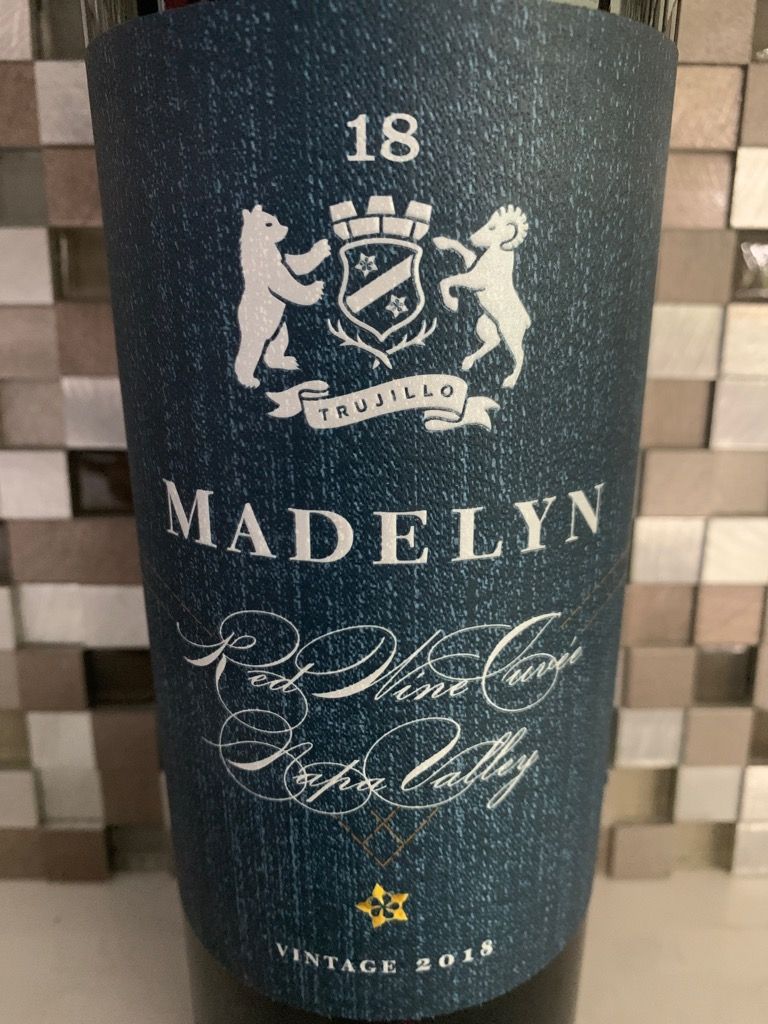 18
TRUJILLO
MADELYN
Red Wine Cuvée
Napa Valley
VINTAGE 2018